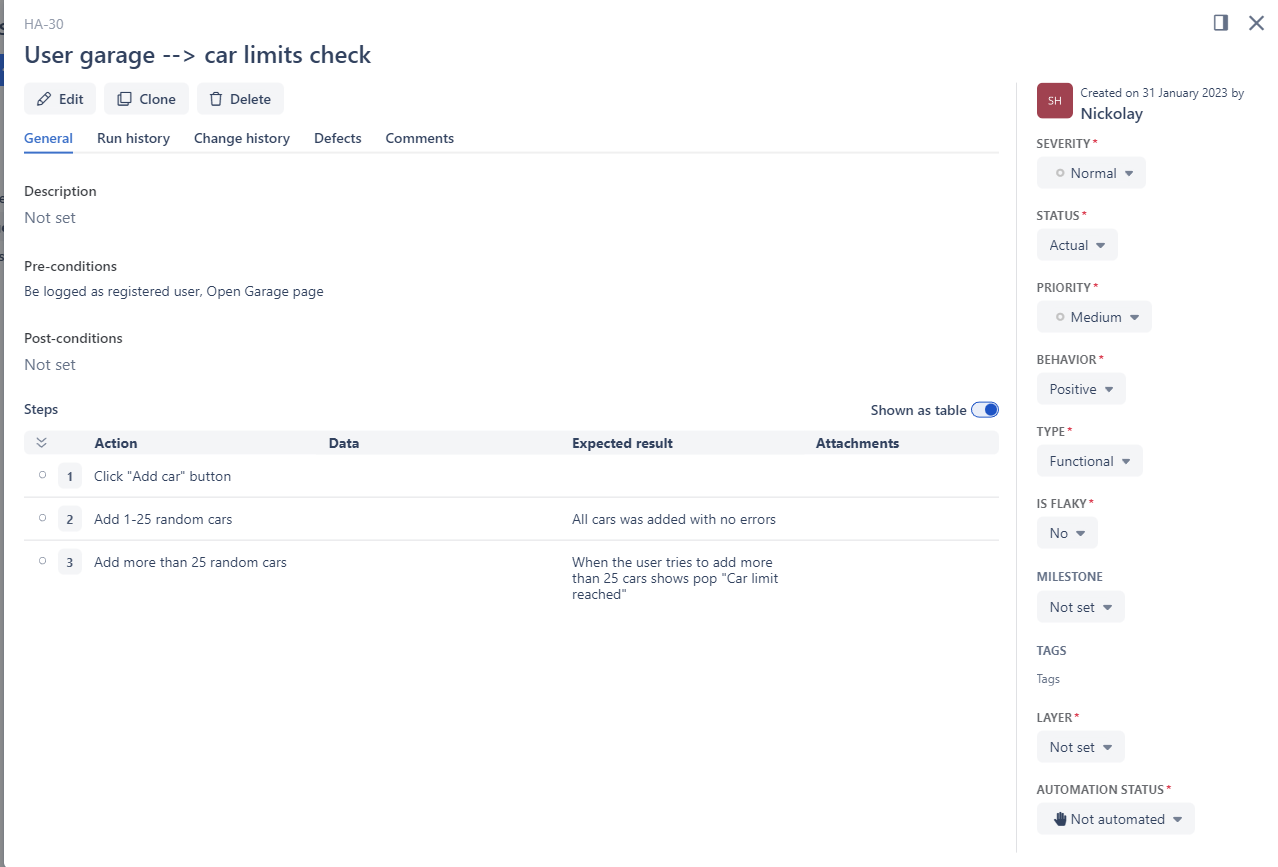 HA-30
User garage --> car limits check
Edit
Clone
Delete
General
Run history
Change history
Defects
Comments
Description
Not set
Pre-conditions
Be logged as registered user, Open Garage page
Post-conditions
Not set
Steps
Shown as table
Action Data Expected result Attachments
1 Click "Add car" button
2 Add 1-25 random cars All cars was added with no errors
3 Add more than 25 random cars When the user tries to add more
than 25 cars shows pop "Car limit
reached"
SH
Created on 31 January 2023 by
Nickolay
SEVERITY*
Normal
STATUS*
Actual
PRIORITY*
Medium
BEHAVIOR*
Positive
TYPE*
Functional
IS FLAKY*
No
MILESTONE
Not set
TAGS
Tags
LAYER*
Not set
AUTOMATION STATUS*
Not automated